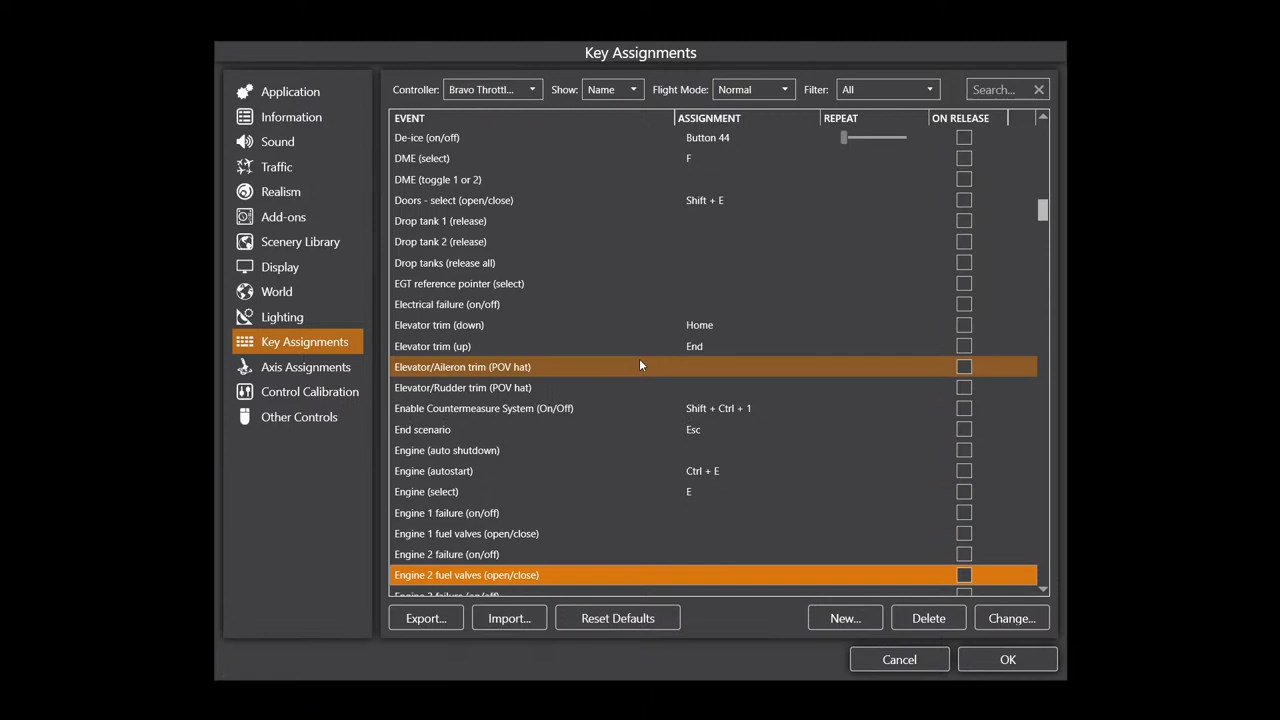 Key Assignments
Application
Information
Sound
Traffic
Realism
Add-ons
Scenery Library
Display
World
Lighting
Key Assignments
Axis Assignments
Control Calibration
Other Controls
Controller: Bravo Throttl... Show: Name Flight Mode: Normal Filter: All Search...
EVENT ASSIGNMENT REPEAT ON RELEASE
De-ice (on/off) Button 44
DME (select) F
DME (toggle 1 or 2)
Doors - select (open/close) Shift + E
Drop tank 1 (release)
Drop tank 2 (release)
Drop tanks (release all)
EGT reference pointer (select)
Electrical failure (on/off)
Elevator trim (down) Home
Elevator trim (up) End
Elevator/Aileron trim (POV hat)
Elevator/Rudder trim (POV hat)
Enable Countermeasure System (On/Off) Shift + Ctrl + 1
End scenario Esc
Engine (auto shutdown)
Engine (autostart) Ctrl + E
Engine (select) E
Engine 1 failure (on/off)
Engine 1 fuel valves (open/close)
Engine 2 failure (on/off)
Engine 2 fuel valves (open/close)
Export... Import... Reset Defaults New... Delete Change...
Cancel OK